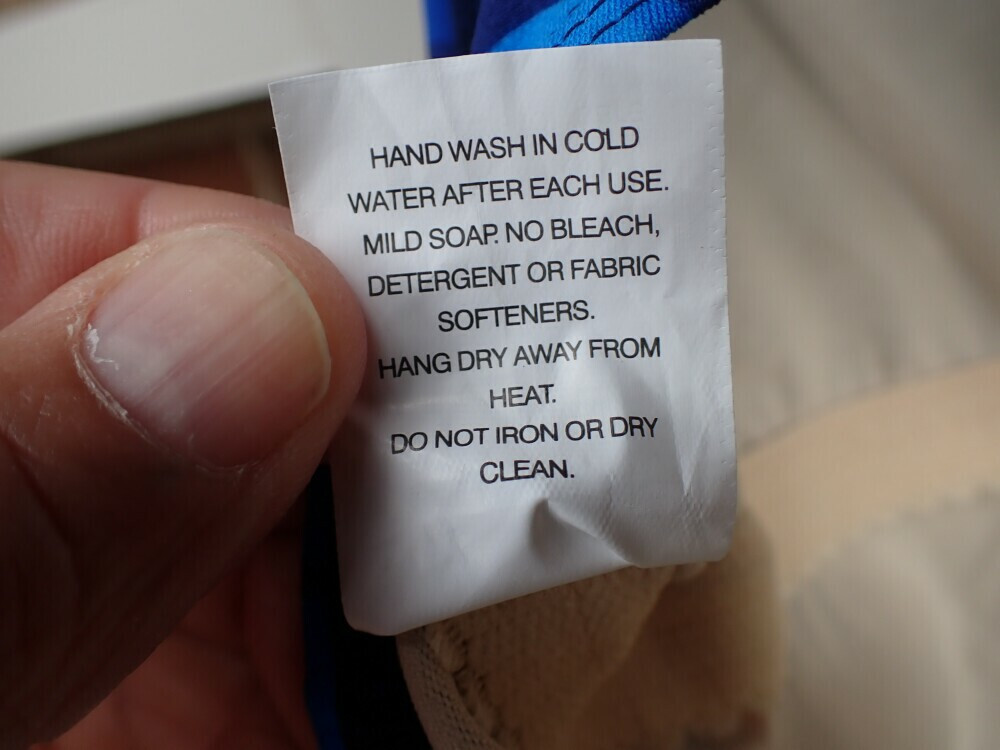 HAND WASH IN COLD
WATER AFTER EACH USE.
MILD SOAP. NO BLEACH,
DETERGENT OR FABRIC
SOFTENERS.
HANG DRY AWAY FROM
HEAT.
DO NOT IRON OR DRY
CLEAN.